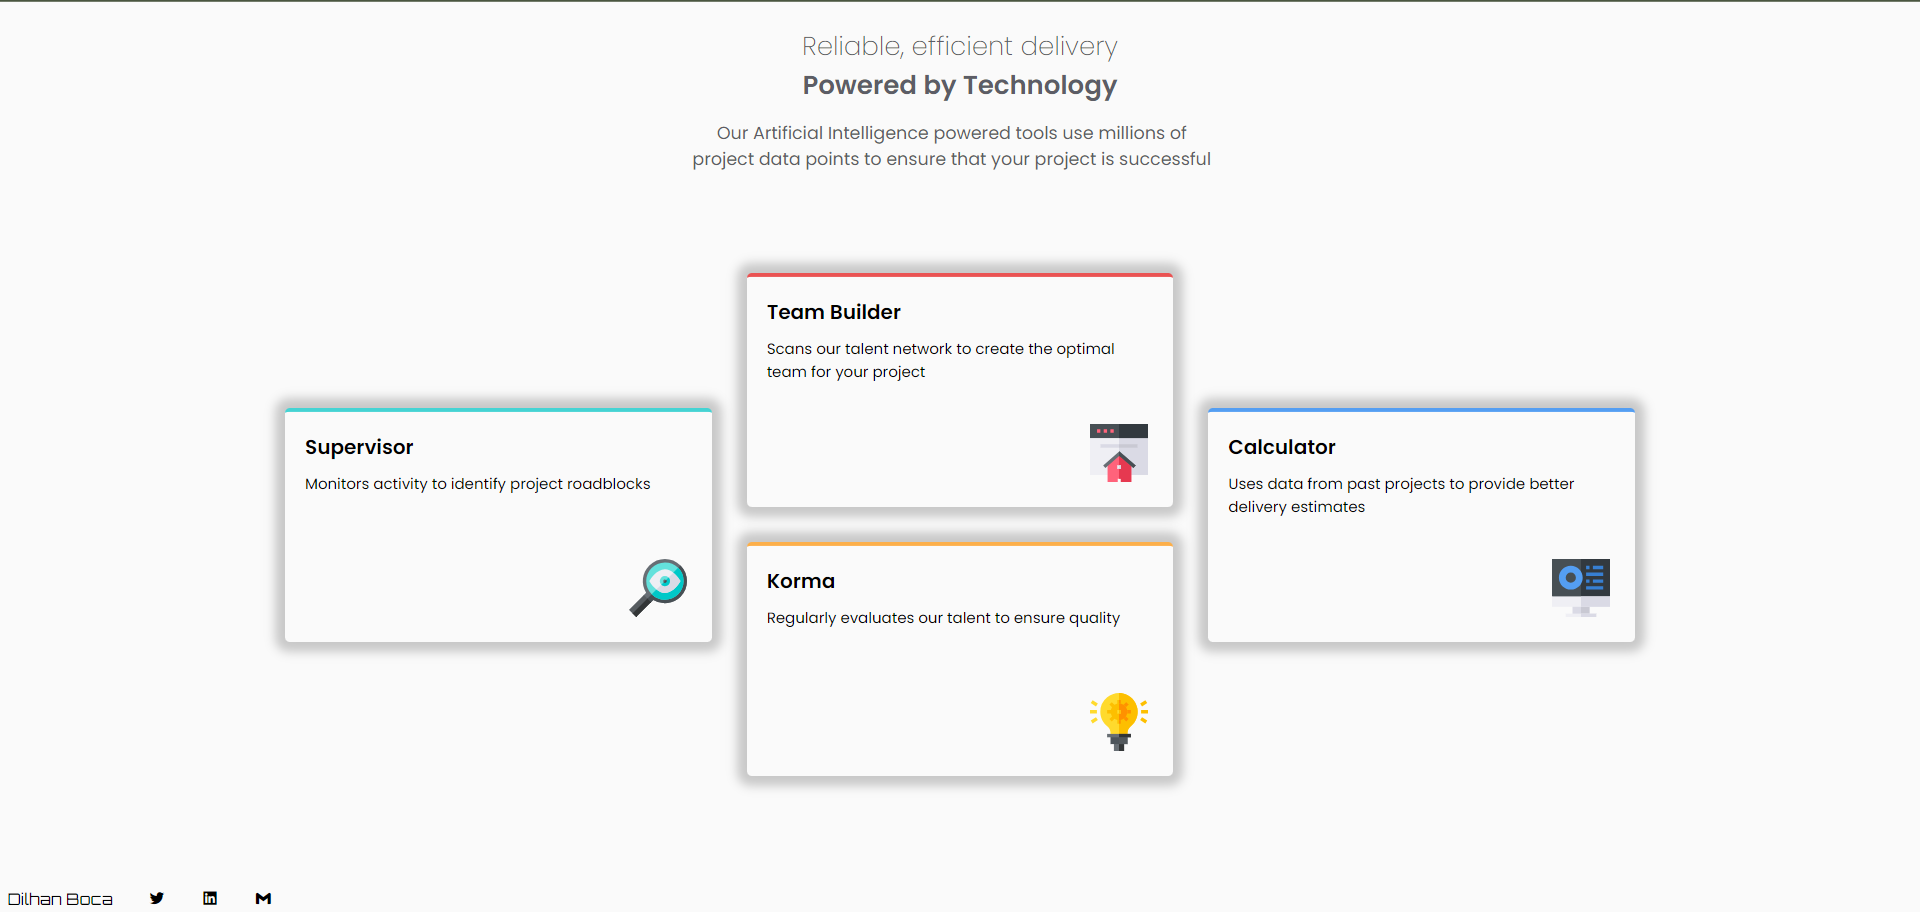 Reliable, efficient delivery
Powered by Technology
Our Artificial Intelligence powered tools use millions of
project data points to ensure that your project is successful
Supervisor
Monitors activity to identify project roadblocks
Team Builder
Scans our talent network to create the optimal
team for your project
Korma
Regularly evaluates our talent to ensure quality
Calculator
Uses data from past projects to provide better
delivery estimates
Dilhan Boca